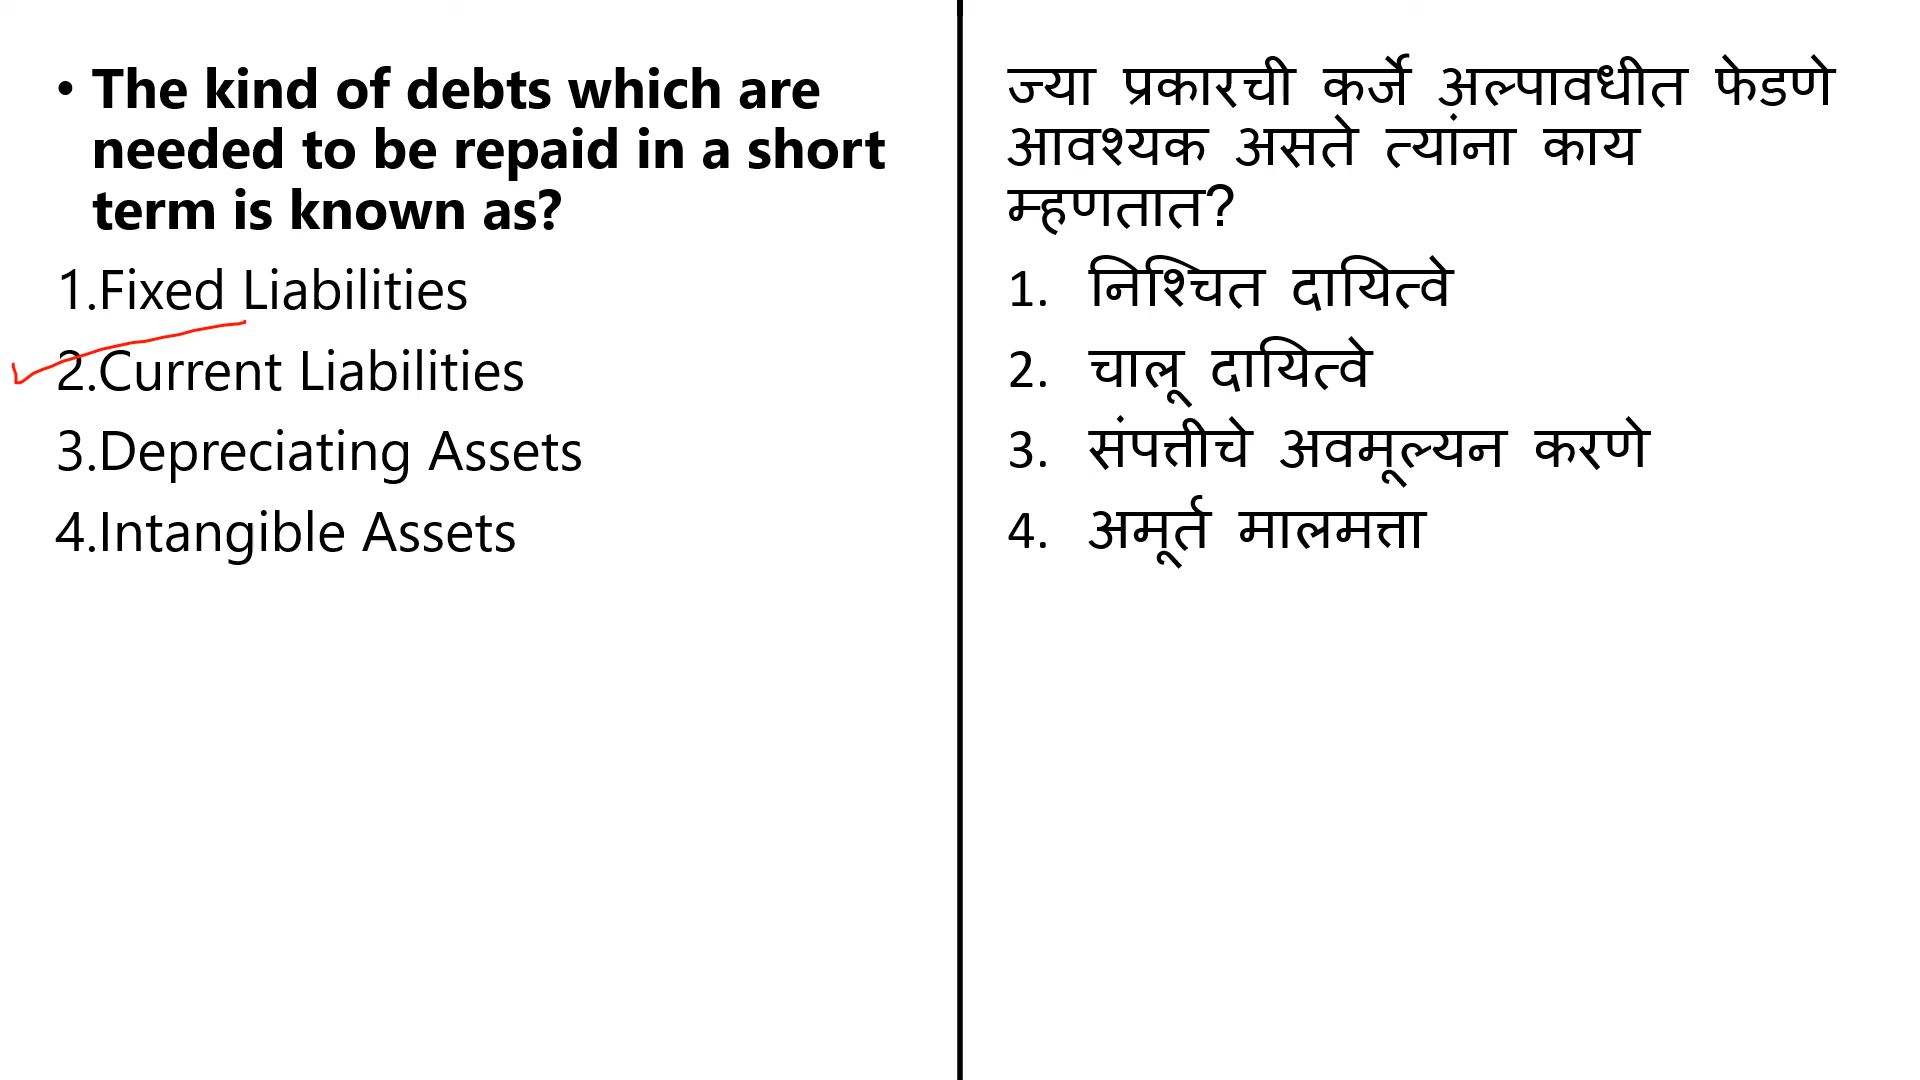 • The kind of debts which are
needed to be repaid in a short
term is known as?
1.Fixed Liabilities
2.Current Liabilities
3.Depreciating Assets
4.Intangible Assets
ज्या प्रकारची कर्जे अल्पावधीत फेडणे
आवश्यक असते त्यांना काय
म्हणतात?
1. निश्चित दायित्वे
2. चालू दायित्वे
3. संपत्तीचे अवमूल्यन करणे
4. अमूर्त मालमत्ता